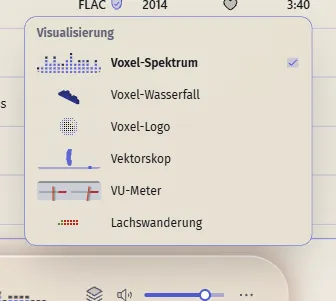 FLAC 2014 3:40
Visualisierung
Voxel-Spektrum
Voxel-Wasserfall
s
Voxel-Logo
Vektorskop
VU-Meter
Lachswanderung